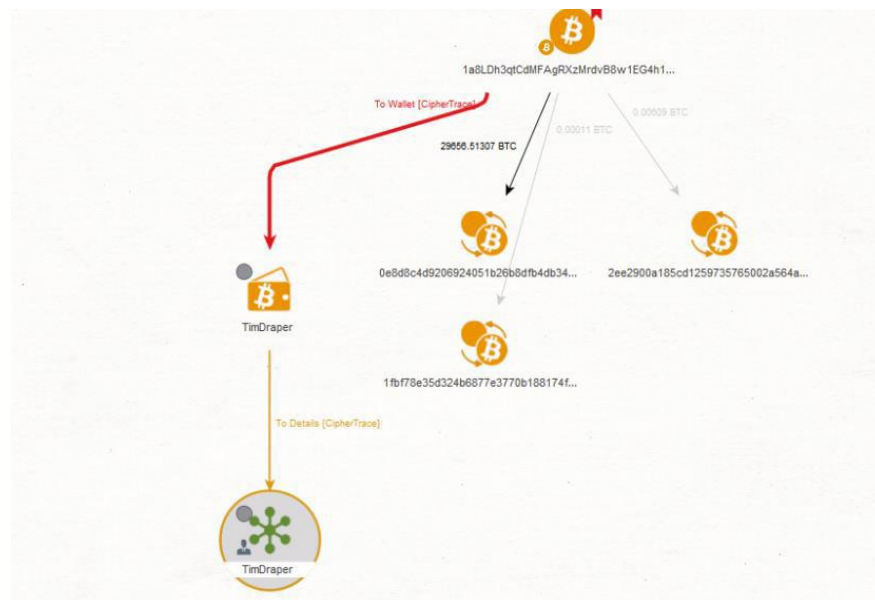 1a8LDh3qtCdMFAgRXzMrdvB8w1EG4h1...
To Wallet [CipherTrace]
0.00609 BTC
0.00011 BTC
29656.51307 BTC
0e8d8c4d9206924051b26b8dfb4db34...
2ee2900a185cd1259735765002a564a...
TimDraper
1fbf78e35d324b6877e3770b188174f...
To Details [CipherTrace]
TimDraper